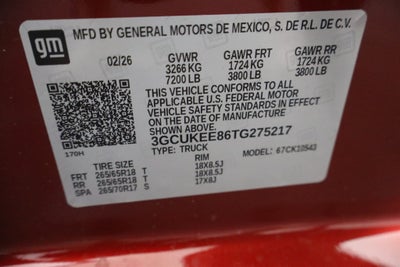 MFD BY GENERAL MOTORS DE MEXICO, S. DE R.L. DE C.V.
gm
02/26 GVWR GAWR FRT GAWR RR
3266 KG 1724 KG 1724 KG
7200 LB 3800 LB 3800 LB
THIS VEHICLE CONFORMS TO ALL
APPLICABLE U.S. FEDERAL MOTOR
VEHICLE SAFETY STANDARDS IN EFFECT
ON THE DATE OF MANUFACTURE
SHOWN ABOVE.
3GCUKEE86TG275217
170H TYPE: TRUCK MODEL: 67CK10543
TIRE SIZE RIM
FRT 265/65R18 T 18X8.5J
RR 265/65R18 T 18X8.5J
SPA 265/70R17 S 17X8J